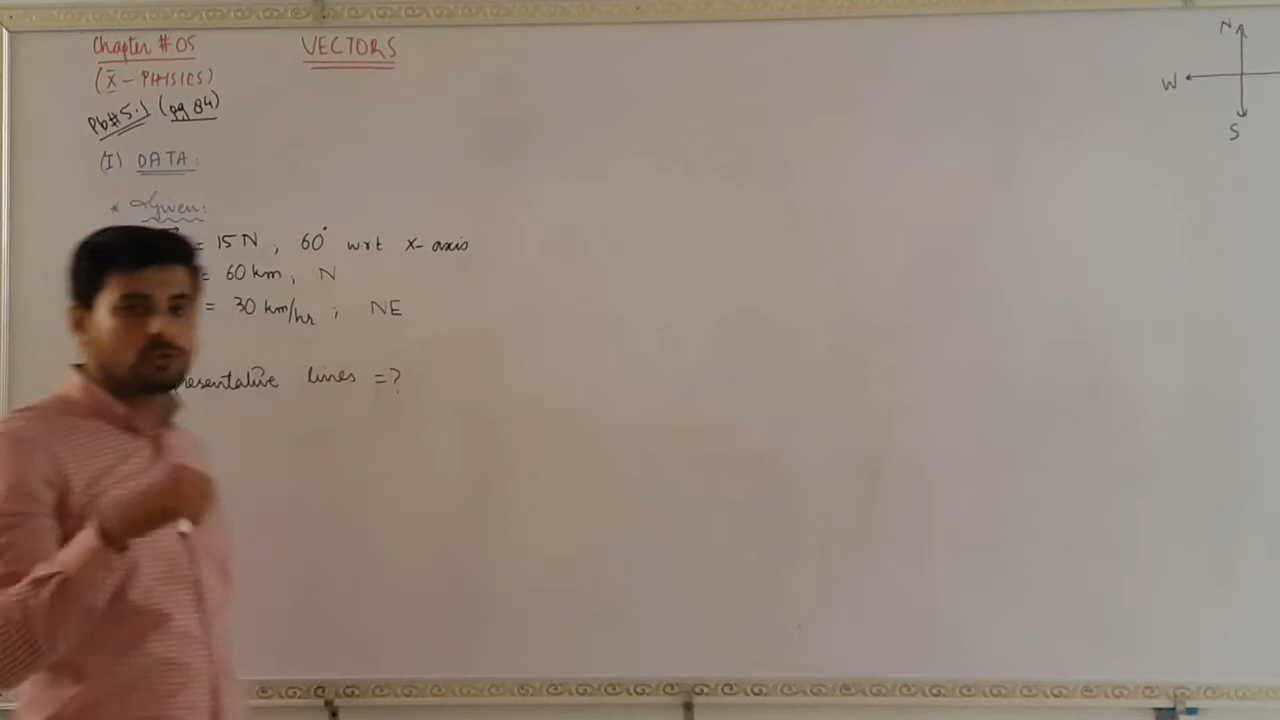 Chapter # 05
VECTORS
(X - PHYSICS)
Pb#5.1 (pg 84)
(I) DATA:
* Given:
= 15 N , 60° w.r.t x-axis
= 60 km , N
= 30 km/hr ; NE
lines = ?
N
W
S